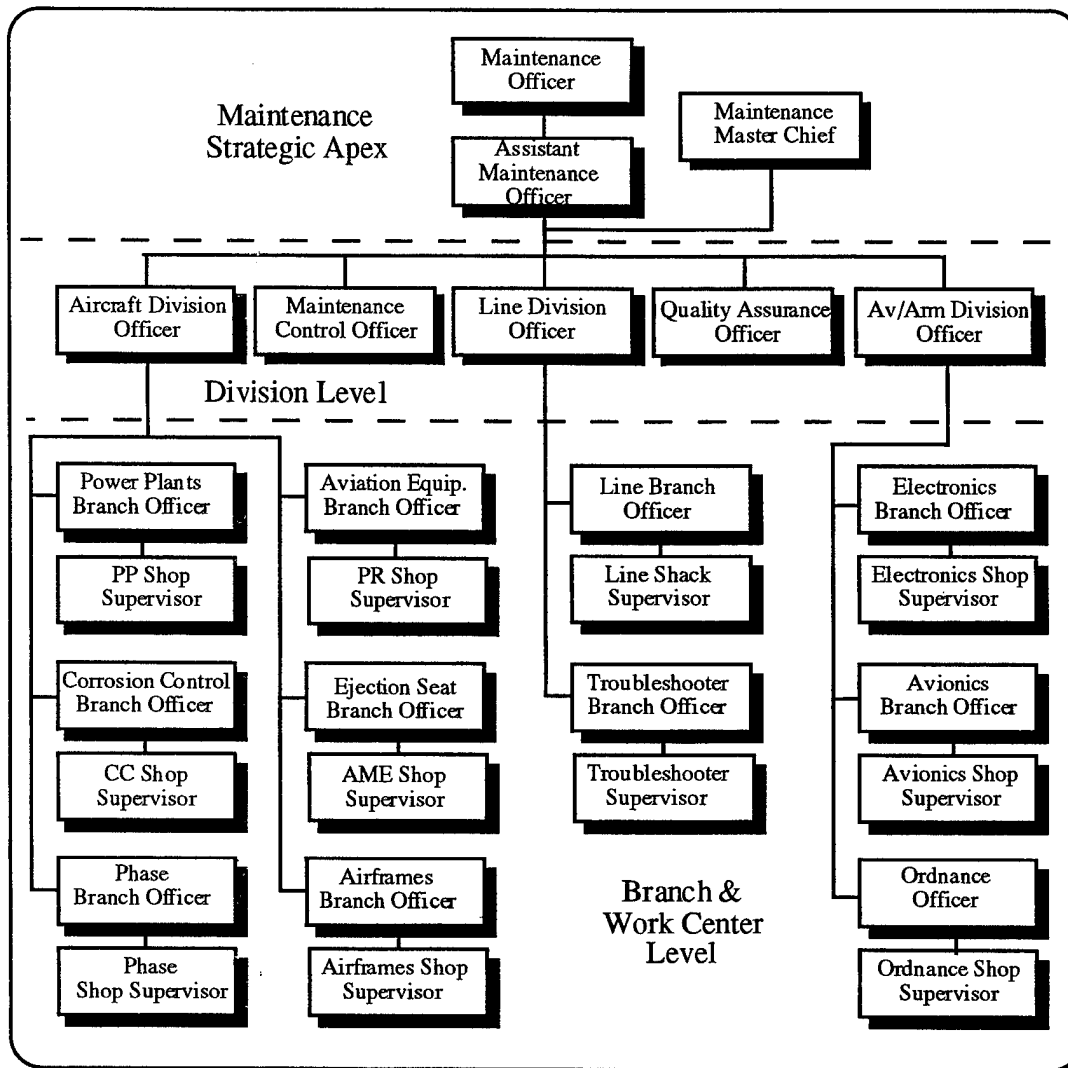 Maintenance
Officer
Maintenance
Strategic Apex
Maintenance
Master Chief
Assistant
Maintenance
Officer
Aircraft Division
Officer
Maintenance
Control Officer
Line Division
Officer
Quality Assurance
Officer
Av/Arm Division
Officer
Division Level
Power Plants
Branch Officer
PP Shop
Supervisor
Corrosion Control
Branch Officer
CC Shop
Supervisor
Phase
Branch Officer
Phase
Shop Supervisor
Aviation Equip.
Branch Officer
PR Shop
Supervisor
Ejection Seat
Branch Officer
AME Shop
Supervisor
Airframes
Branch Officer
Airframes Shop
Supervisor
Line Branch
Officer
Line Shack
Supervisor
Troubleshooter
Branch Officer
Troubleshooter
Supervisor
Branch &
Work Center
Level
Electronics
Branch Officer
Electronics Shop
Supervisor
Avionics
Branch Officer
Avionics Shop
Supervisor
Ordnance
Officer
Ordnance Shop
Supervisor